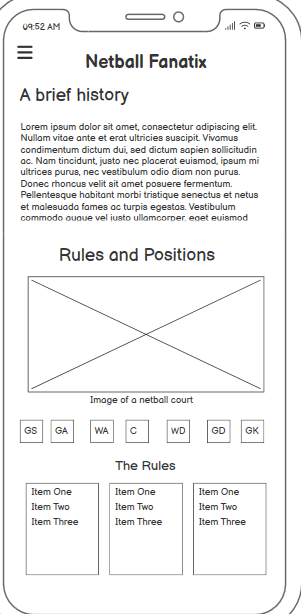 09:52 AM
Netball Fanatix
A brief history
Lorem ipsum dolor sit amet, consectetur adipiscing elit.
Nullam vitae ante et erat ultricies suscipit. Vivamus
condimentum dictum dui, sed dictum sapien sollicitudin
ac. Nam tincidunt, justo nec placerat euismod, ipsum mi
ultrices purus, nec vestibulum odio diam non purus.
Donec rhoncus velit sit amet posuere fermentum.
Pellentesque habitant morbi tristique senectus et netus
et malesuada fames ac turpis egestas. Vestibulum
commodo augue vel justo ullamcorper, eget euismod
Rules and Positions
Image of a netball court
GS GA WA C WD GD GK
The Rules
Item One Item One Item One
Item Two Item Two Item Two
Item Three Item Three Item Three